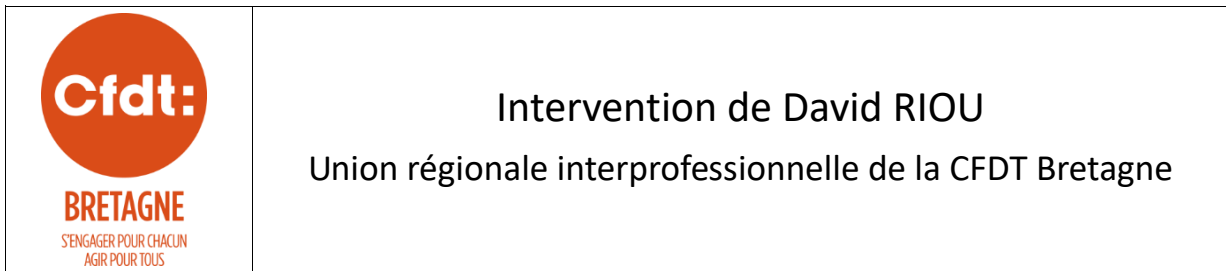 Cfdt:
BRETAGNE
S'ENGAGER POUR CHACUN
AGIR POUR TOUS
Intervention de David RIOU
Union régionale interprofessionnelle de la CFDT Bretagne